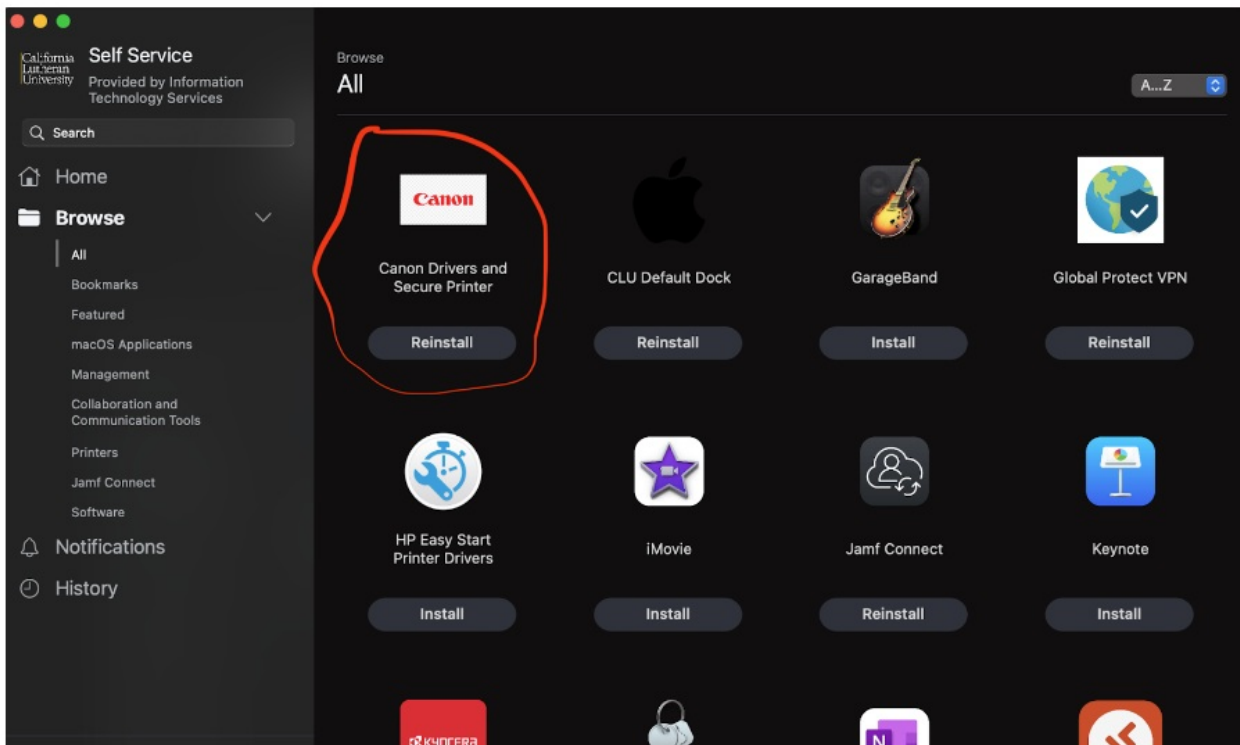 California
Lutheran
University
Self Service
Provided by Information
Technology Services
Search
Home
Browse
All
Bookmarks
Featured
macOS Applications
Management
Collaboration and
Communication Tools
Printers
Jamf Connect
Software
Notifications
History
Browse
All
A...Z
Canon
Canon Drivers and
Secure Printer
Reinstall
CLU Default Dock
Reinstall
GarageBand
Install
Global Protect VPN
Reinstall
HP Easy Start
Printer Drivers
Install
iMovie
Install
Jamf Connect
Reinstall
Keynote
Install
KYOCERA
N